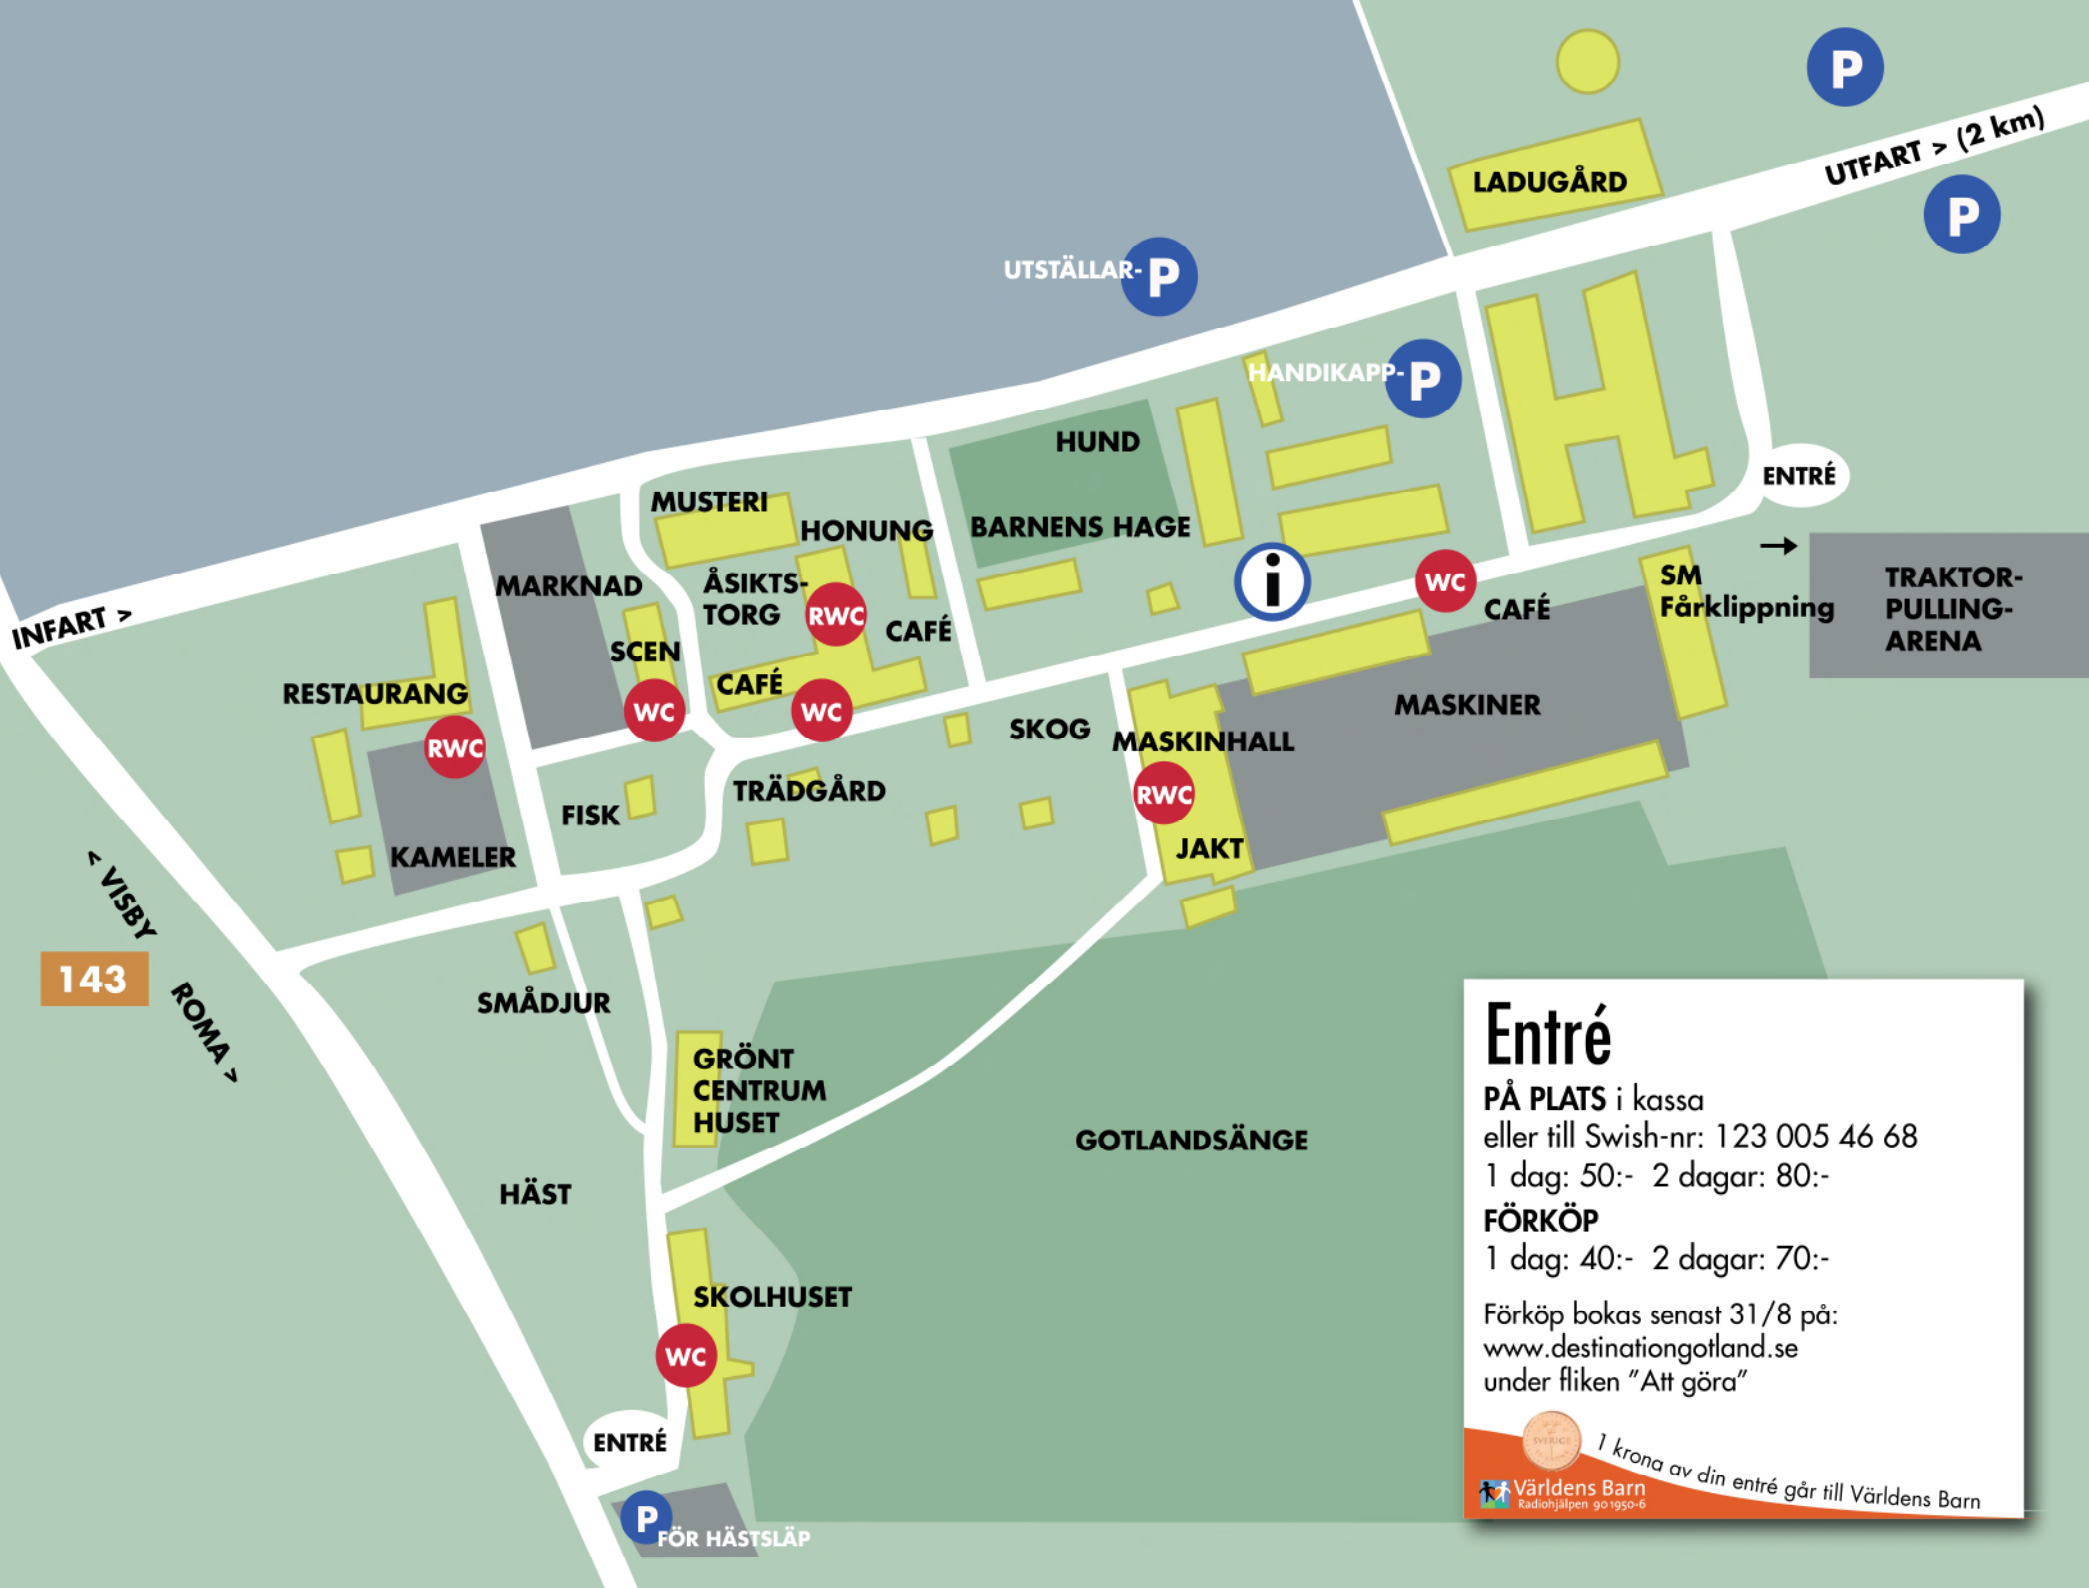 P
UTFART > (2 km)
LADUGÅRD
P
UTSTÄLLAR- P
HANDIKAPP- P
HUND
BARNENS HAGE
ENTRÉ
MUSTERI
HONUNG
MARKNAD
ÅSIKTS-
TORG
RWC
CAFÉ
SCEN
CAFÉ
WC
WC
i
WC
CAFÉ
SM
Fårklippning
→
TRAKTOR-
PULLING-
ARENA
INFART >
RESTAURANG
RWC
KAMELER
FISK
TRÄDGÅRD
SKOG
MASKINHALL
RWC
JAKT
MASKINER
< VISBY
143
ROMA >
SMÅDJUR
GRÖNT
CENTRUM
HUSET
HÄST
GOTLANDSÄNGE
SKOLHUSET
WC
ENTRÉ
P
FÖR HÄSTSLÄP
Entré
PÅ PLATS i kassa
eller till Swish-nr: 123 005 46 68
1 dag: 50:- 2 dagar: 80:-
FÖRKÖP
1 dag: 40:- 2 dagar: 70:-
Förköp bokas senast 31/8 på:
www.destinationgotland.se
under fliken ”Att göra”
SVERIGE
1 krona av din entré går till Världens Barn
Världens Barn
Radiohjälpen 90 1950-6